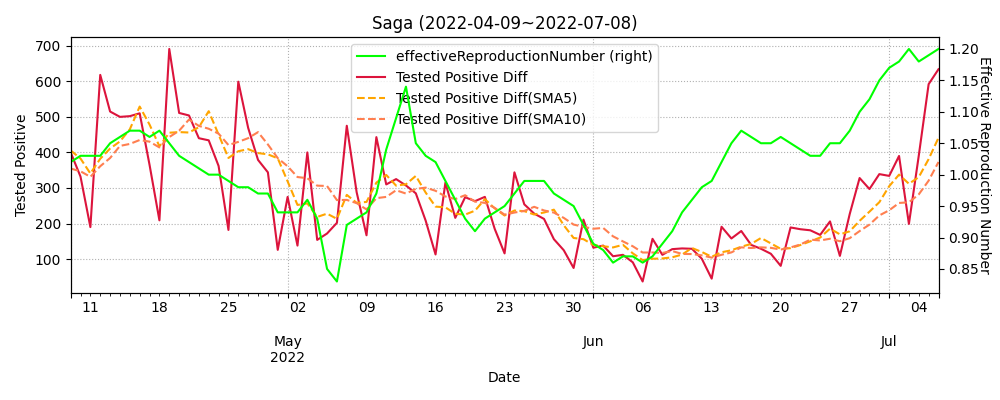 Saga (2022-04-09~2022-07-08)
effectiveReproductionNumber (right)
Tested Positive Diff
Tested Positive Diff(SMA5)
Tested Positive Diff(SMA10)
Tested Positive
700
600
500
400
300
200
100
1.20
1.15
1.10
1.05
1.00
0.95
0.90
0.85
Effective Reproduction Number
11 18 25 02 09 16 23 30 06 13 20 27 04
May Jun Jul
2022
Date